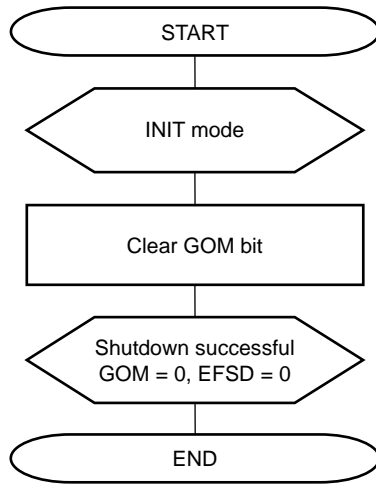 START
INIT mode
Clear GOM bit
Shutdown successful
GOM = 0, EFSD = 0
END